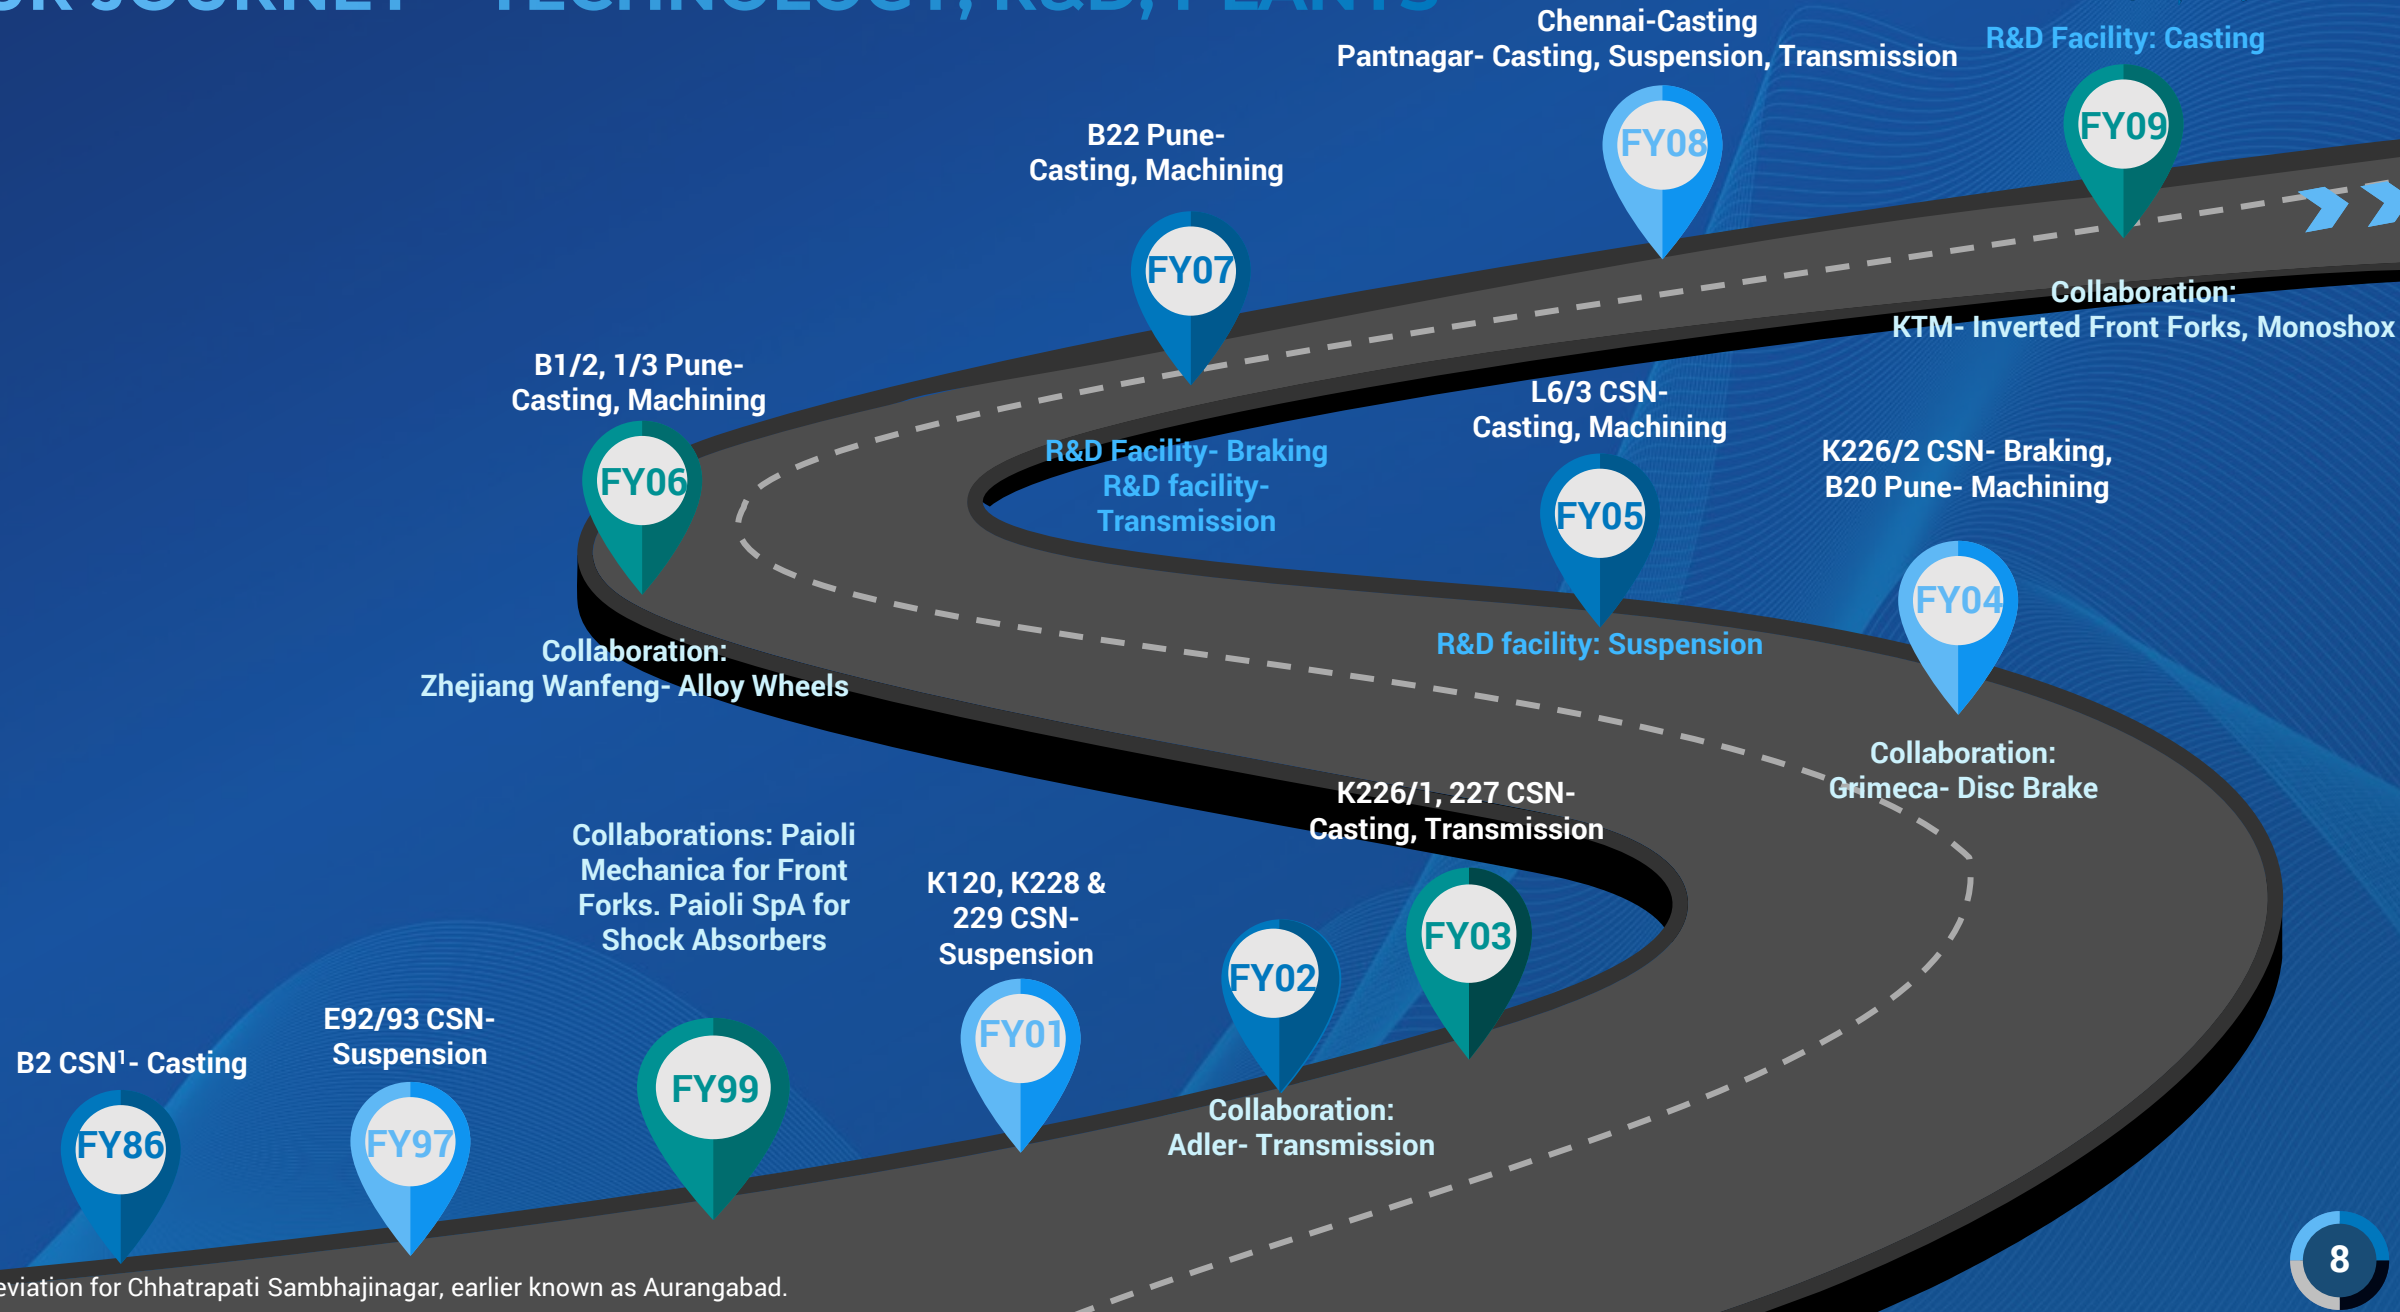 JOURNEY
TECHNOLOGY, R&D, PLANTS
Chennai-Casting
Pantnagar- Casting, Suspension, Transmission
FY08
R&D Facility: Casting
FY09
Collaboration:
KTM- Inverted Front Forks, Monoshox
B22 Pune-
Casting, Machining
FY07
R&D Facility- Braking
R&D facility-
Transmission
B1/2, 1/3 Pune-
Casting, Machining
FY06
Collaboration:
Zhejiang Wanfeng- Alloy Wheels
L6/3 CSN-
Casting, Machining
FY05
R&D facility: Suspension
K226/2 CSN- Braking,
B20 Pune- Machining
FY04
Collaboration:
Grimeca- Disc Brake
K226/1, 227 CSN-
Casting, Transmission
FY03
FY02
Collaboration:
Adler- Transmission
K120, K228 &
229 CSN-
Suspension
FY01
Collaborations: Paioli
Mechanica for Front
Forks. Paioli SpA for
Shock Absorbers
FY99
E92/93 CSN-
Suspension
FY97
B2 CSN¹- Casting
FY86
for Chhatrapati Sambhajinagar, earlier known as Aurangabad.
8